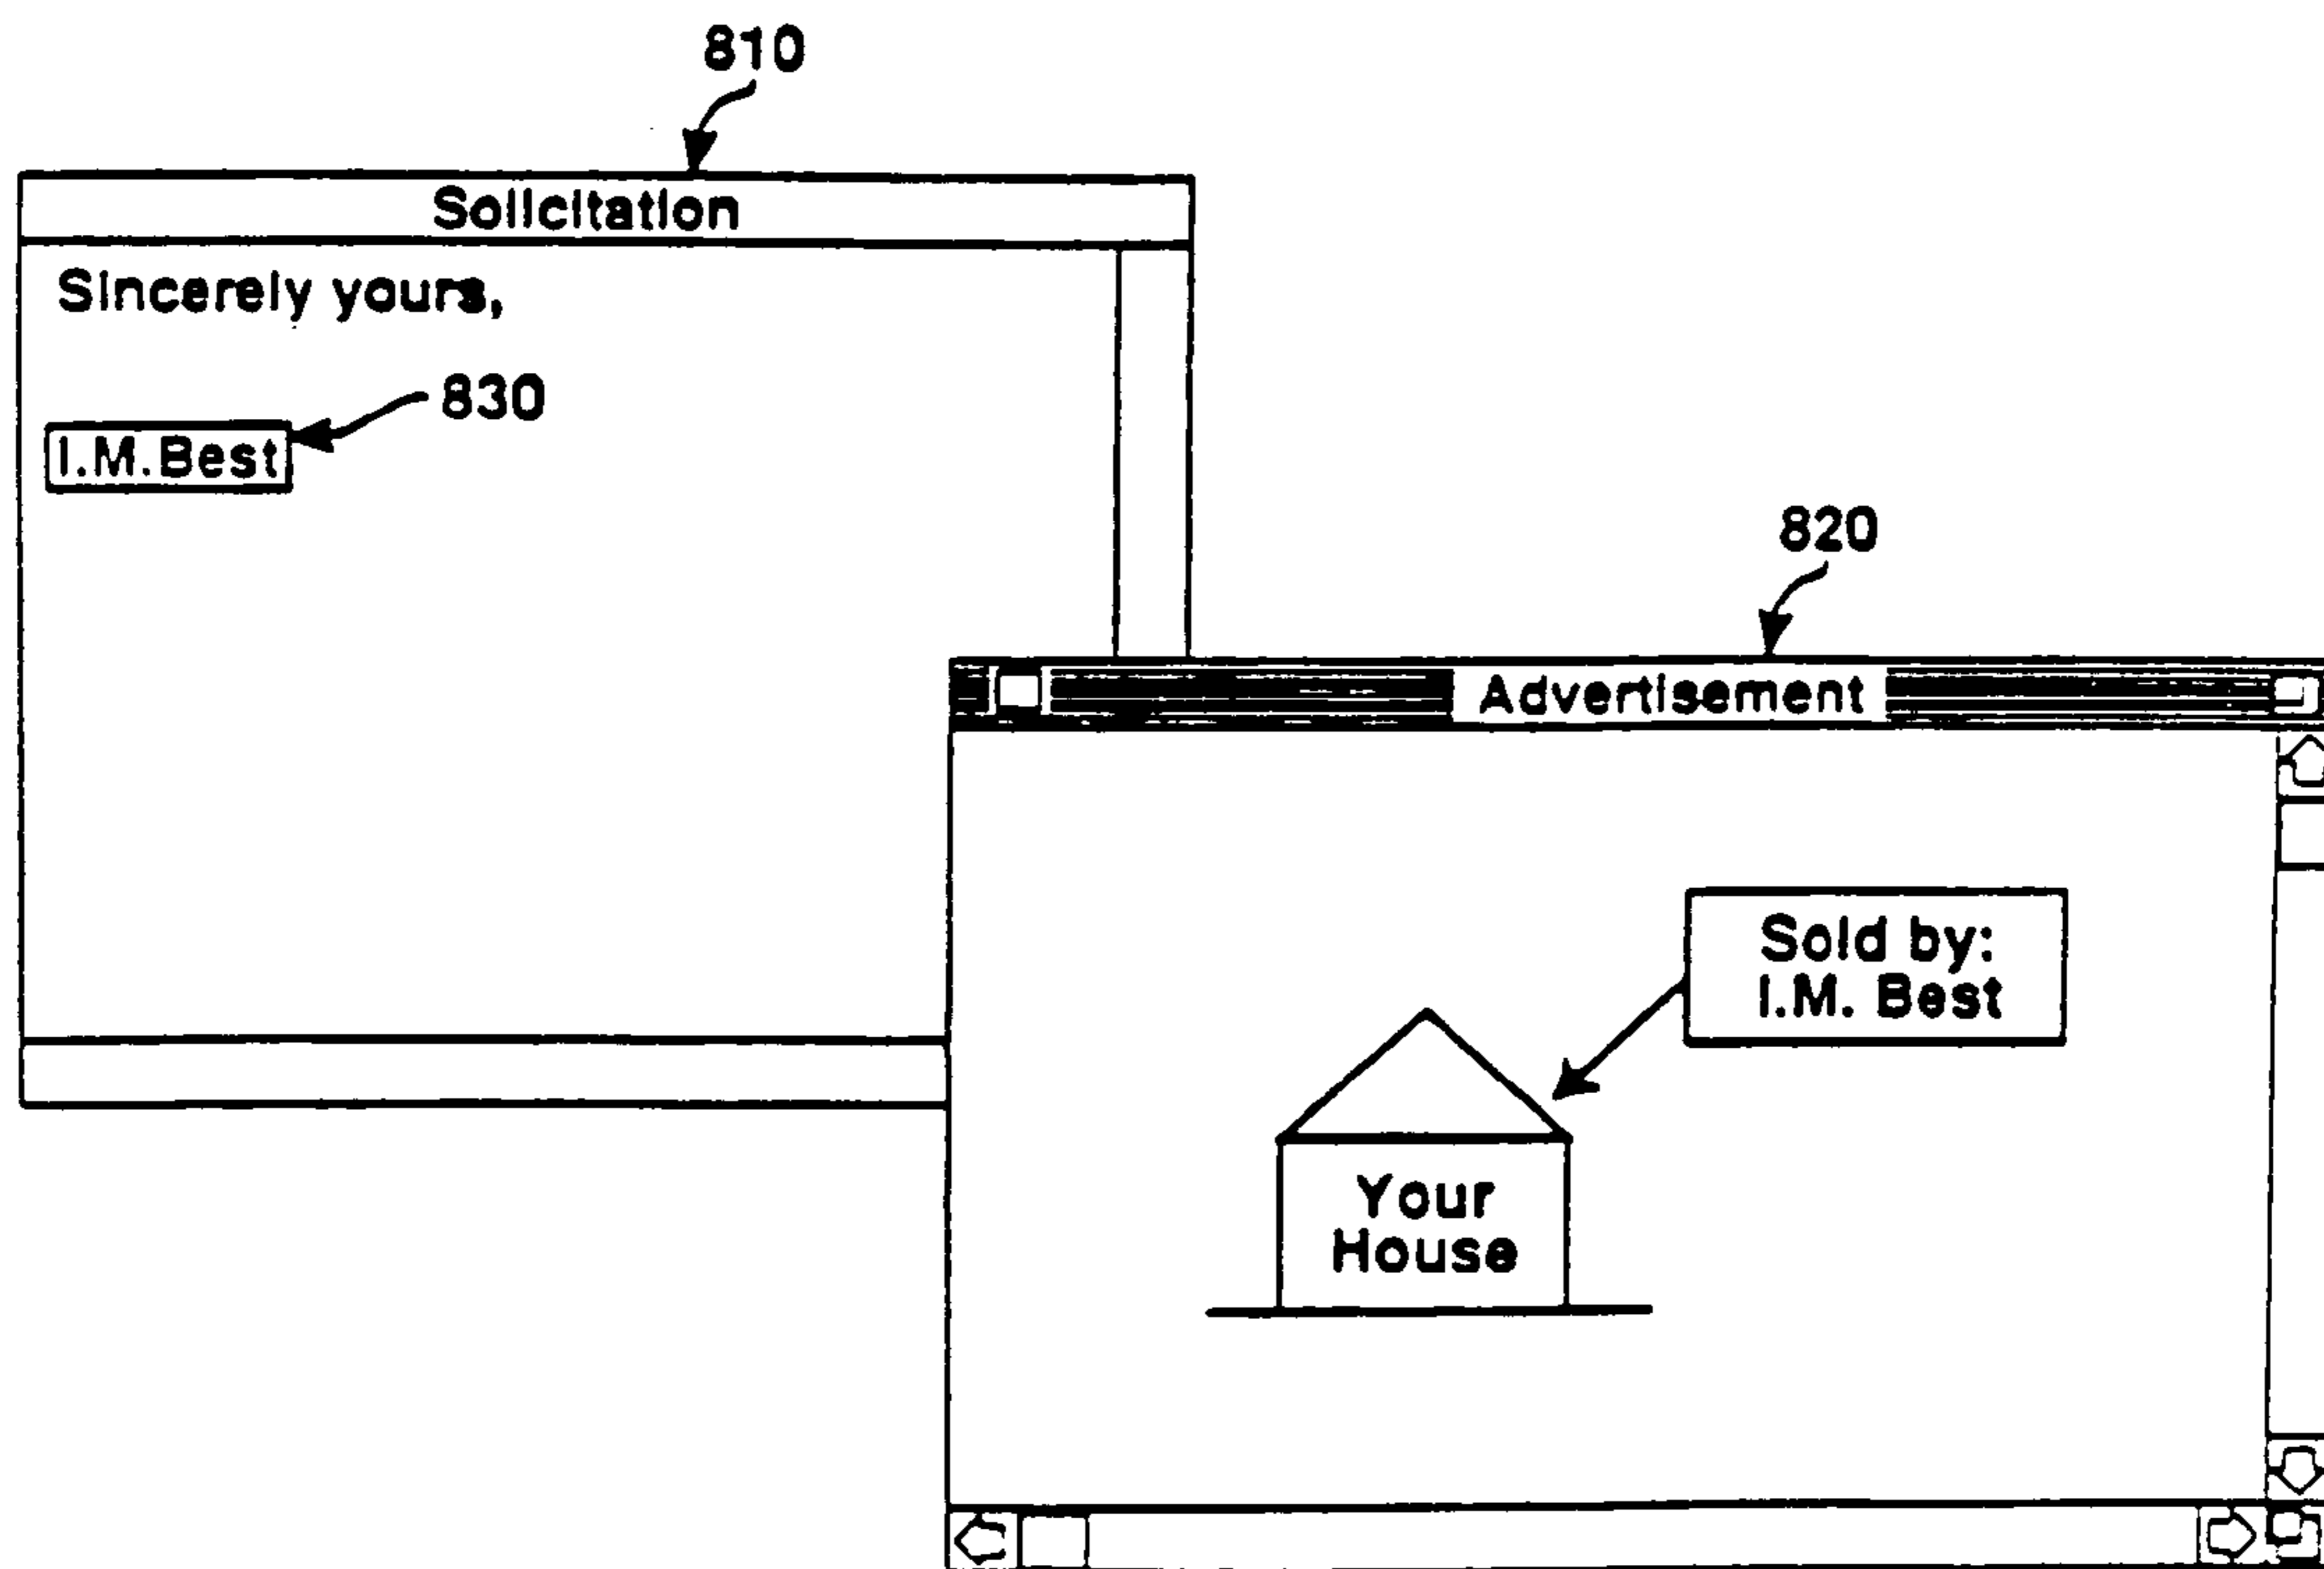 810
Solicitation
Sincerely yours,
830
I.M.Best
820
Advertisement
Sold by:
I.M. Best
Your
House